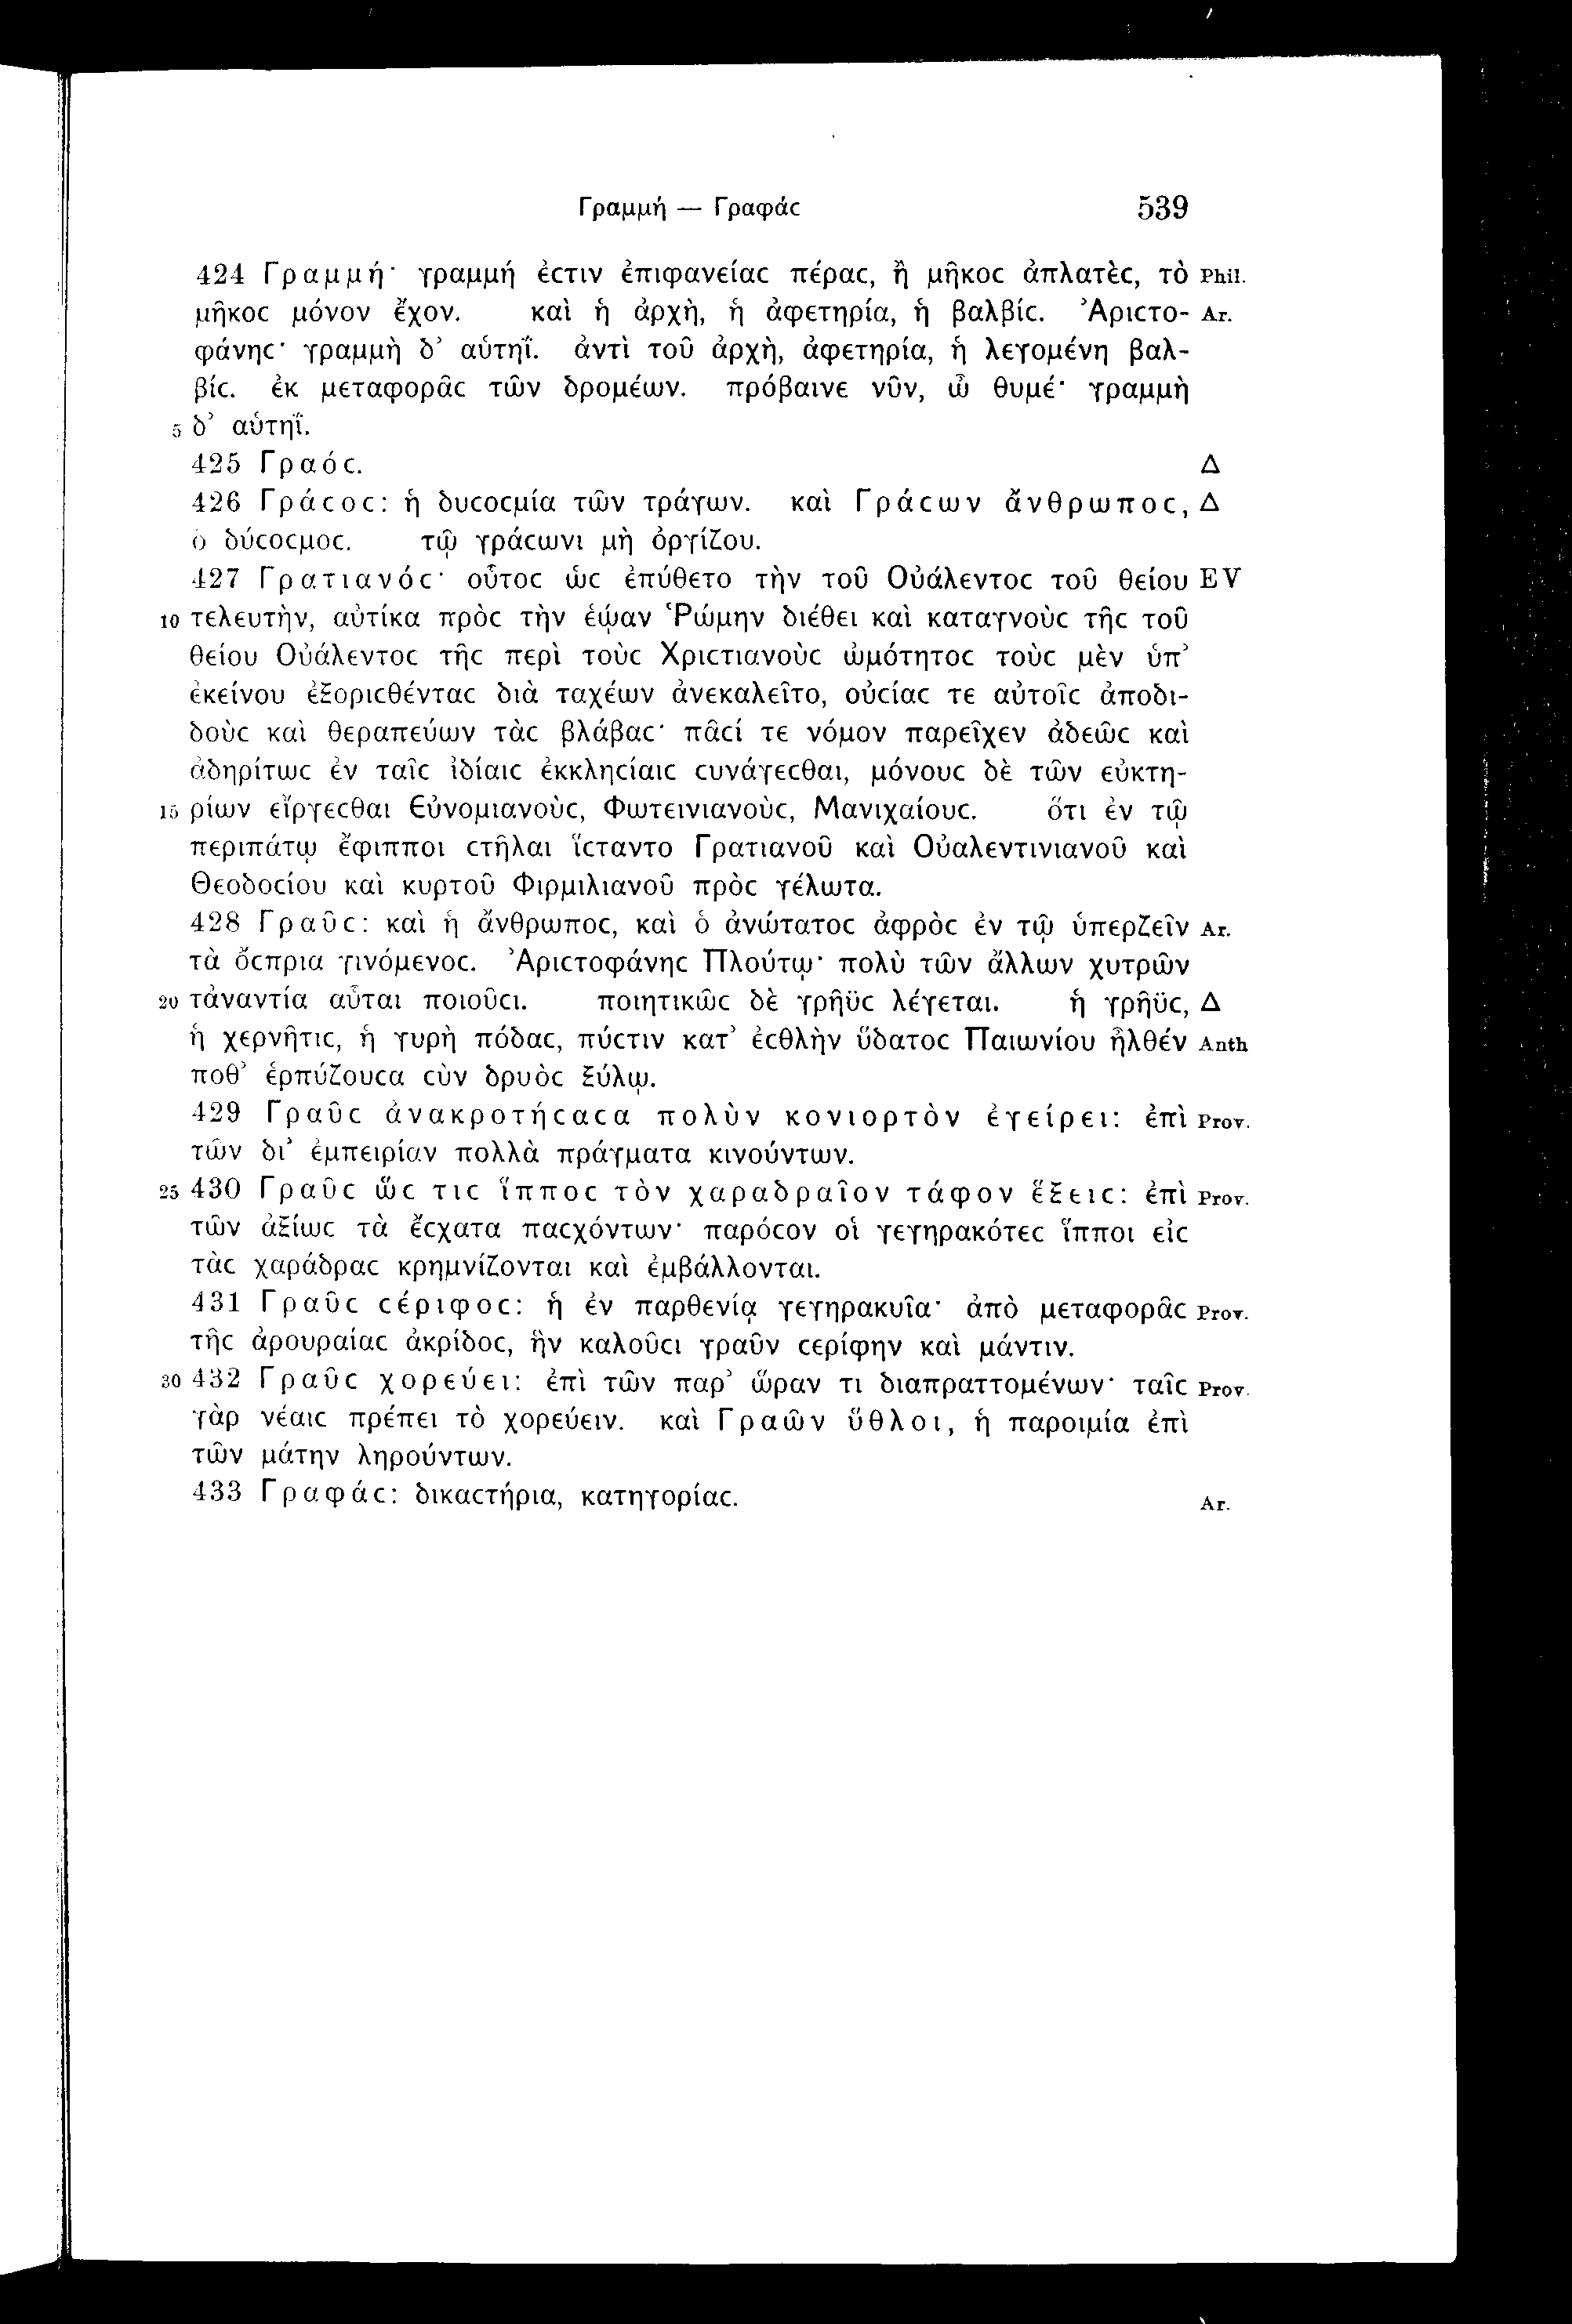 Γραμμή — Γραφάϲ 539
424 Γραμμή· γραμμή ἐϲτιν ἐπιφανείαϲ πέραϲ, ἢ μῆκοϲ ἀπλατὲϲ, τὸ Phil.
μῆκοϲ μόνον ἔχον. καὶ ἡ ἀρχὴ, ἡ ἀφετηρία, ἡ βαλβίϲ. Ἀριϲτο- Ar.
φάνηϲ· γραμμὴ δ’ αὑτηΐ. ἀντὶ τοῦ ἀρχὴ, ἀφετηρία, ἡ λεγομένη βαλ-
βίϲ. ἐκ μεταφορᾶϲ τῶν δρομέων. πρόβαινε νῦν, ὦ θυμέ· γραμμὴ
5 δ’ αὑτηΐ.
425 Γραόϲ. Δ
426 Γράϲοϲ: ἡ δυϲοϲμία τῶν τράγων. καὶ Γράϲων ἄνθρωποϲ, Δ
ὁ δύϲοϲμοϲ. τῷ γράϲωνι μὴ ὀργίζου.
427 Γρατιανόϲ· οὗτοϲ ὡϲ ἐπύθετο τὴν τοῦ Οὐάλεντοϲ τοῦ θείου EV
10 τελευτὴν, αὐτίκα πρὸϲ τὴν ἑῴαν Ῥώμην διέθει καὶ καταγνοὺϲ τῆϲ τοῦ
θείου Οὐάλεντοϲ τῆϲ περὶ τοὺϲ Χριϲτιανοὺϲ ὠμότητοϲ τοὺϲ μὲν ὑπ’
ἐκείνου ἐξοριϲθένταϲ διὰ ταχέων ἀνεκαλεῖτο, οὐϲίαϲ τε αὐτοῖϲ ἀποδι-
δοὺϲ καὶ θεραπεύων τὰϲ βλάβαϲ· πᾶϲί τε νόμον παρεῖχεν ἀδεῶϲ καὶ
ἀδηρίτωϲ ἐν ταῖϲ ἰδίαιϲ ἐκκληϲίαιϲ ϲυνάγεϲθαι, μόνουϲ δὲ τῶν εὐκτη-
15 ρίων εἴργεϲθαι Εὐνομιανοὺϲ, Φωτεινιανοὺϲ, Μανιχαίουϲ. ὅτι ἐν τῷ
περιπάτῳ ἔφιπποι ϲτῆλαι ἵϲταντο Γρατιανοῦ καὶ Οὐαλεντινιανοῦ καὶ
Θεοδοϲίου καὶ κυρτοῦ Φιρμιλιανοῦ πρὸϲ γέλωτα.
428 Γραῦϲ: καὶ ἡ ἄνθρωποϲ, καὶ ὁ ἀνώτατοϲ ἀφρὸϲ ἐν τῷ ὑπερζεῖν Ar.
τὰ ὄϲπρια γινόμενοϲ. Ἀριϲτοφάνηϲ Πλούτῳ· πολὺ τῶν ἄλλων χυτρῶν
20 τἀναντία αὗται ποιοῦϲι. ποιητικῶϲ δὲ γρῆϋϲ λέγεται. ἡ γρῆϋϲ, Δ
ἡ χερνῆτιϲ, ἡ γυρὴ πόδαϲ, πύϲτιν κατ’ ἐϲθλὴν ὕδατοϲ Παιωνίου ἦλθέν Anth
ποθ’ ἑρπύζουϲα ϲὺν δρυὸϲ ξύλῳ.
429 Γραῦϲ ἀνακροτήϲαϲα πολὺν κονιορτὸν ἐγείρει: ἐπὶ Prov.
τῶν δι’ ἐμπειρίαν πολλὰ πράγματα κινούντων.
25 430 Γραῦϲ ὥϲ τιϲ ἵπποϲ τὸν χαραδραῖον τάφον ἕξειϲ: ἐπὶ Prov.
τῶν ἀξίωϲ τὰ ἔϲχατα παϲχόντων· παρόϲον οἱ γεγηρακότεϲ ἵπποι εἰϲ
τὰϲ χαράδραϲ κρημνίζονται καὶ ἐμβάλλονται.
431 Γραῦϲ ϲέριφοϲ: ἡ ἐν παρθενίᾳ γεγηρακυῖα· ἀπὸ μεταφορᾶϲ Prov.
τῆϲ ἀρουραίαϲ ἀκρίδοϲ, ἣν καλοῦϲι γραῦν ϲερίφην καὶ μάντιν.
30 432 Γραῦϲ χορεύει: ἐπὶ τῶν παρ’ ὥραν τι διαπραττομένων· ταῖϲ Prov.
γὰρ νέαιϲ πρέπει τὸ χορεύειν. καὶ Γραῶν ὕθλοι, ἡ παροιμία ἐπὶ
τῶν μάτην ληρούντων.
433 Γραφάϲ: δικαϲτήρια, κατηγορίαϲ. Ar.